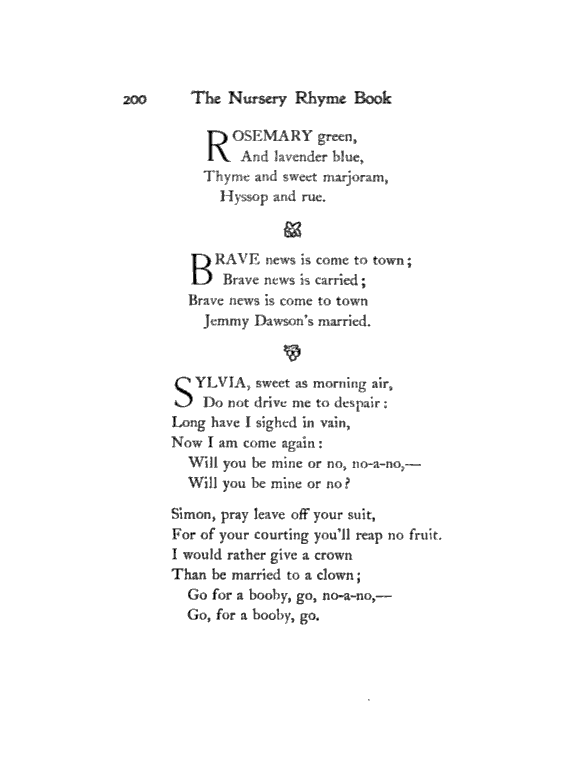 200 The Nursery Rhyme Book
ROSEMARY green,
And lavender blue,
Thyme and sweet marjoram,
Hyssop and rue.
BRAVE news is come to town;
Brave news is carried;
Brave news is come to town
Jemmy Dawson's married.
SYLVIA, sweet as morning air,
Do not drive me to despair:
Long have I sighed in vain,
Now I am come again:
Will you be mine or no, no-a-no,—
Will you be mine or no?
Simon, pray leave off your suit,
For of your courting you'll reap no fruit.
I would rather give a crown
Than be married to a clown;
Go for a booby, go, no-a-no,—
Go, for a booby, go.